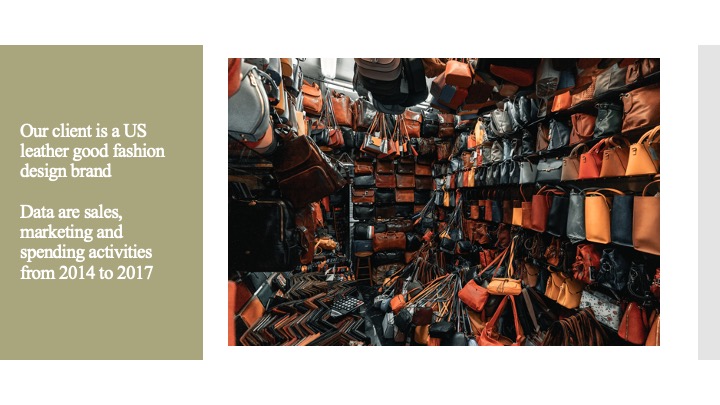 Our client is a US
leather good fashion
design brand
Data are sales,
marketing and
spending activities
from 2014 to 2017